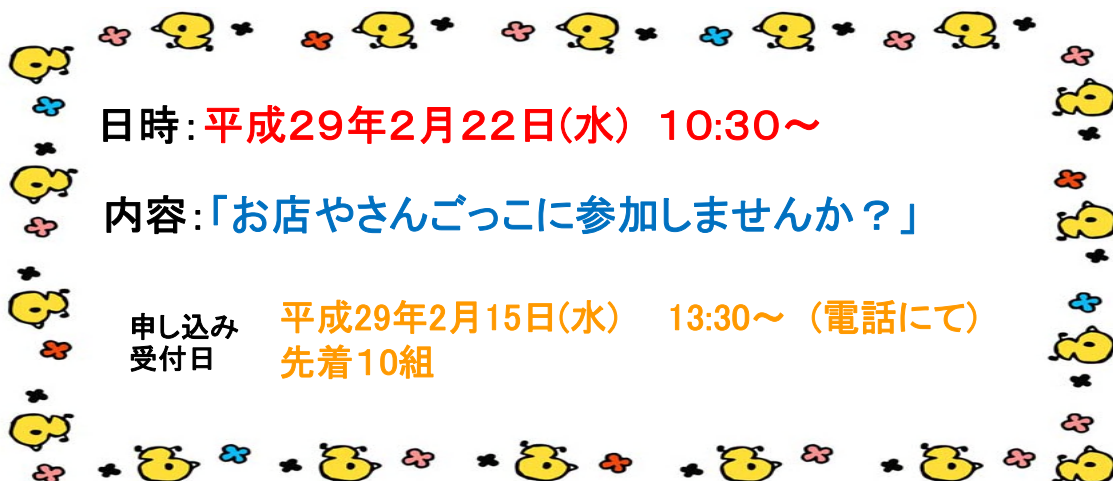 日時：平成２９年２月２２日(水)　１０：３０～
内容：「お店やさんごっこに参加しませんか？」
申し込み
受付日
平成29年2月15日(水)　13:30～　(電話にて)
先着１０組